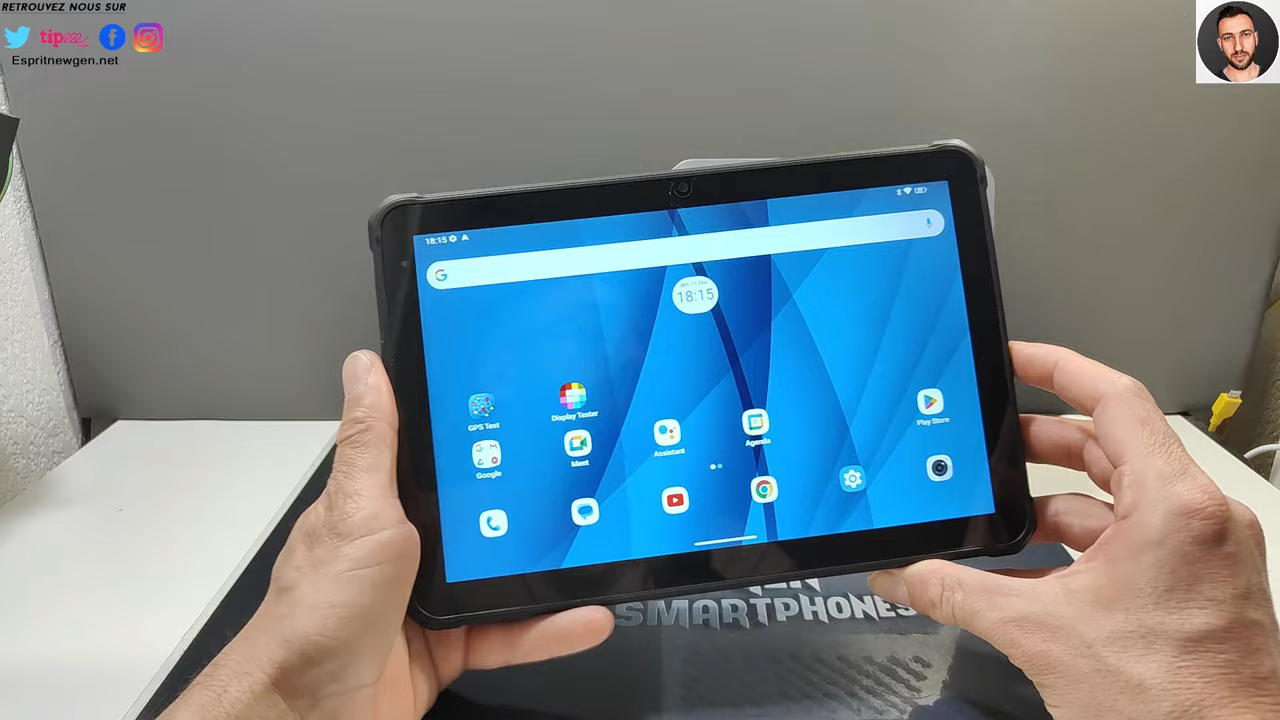 RETROUVEZ NOUS SUR
tipeee
Espritnewgen.net
18:15
18:15
GPS Test
Display Tester
Google
Meet
Assistant
Agenda
Play Store
SMARTPHONES